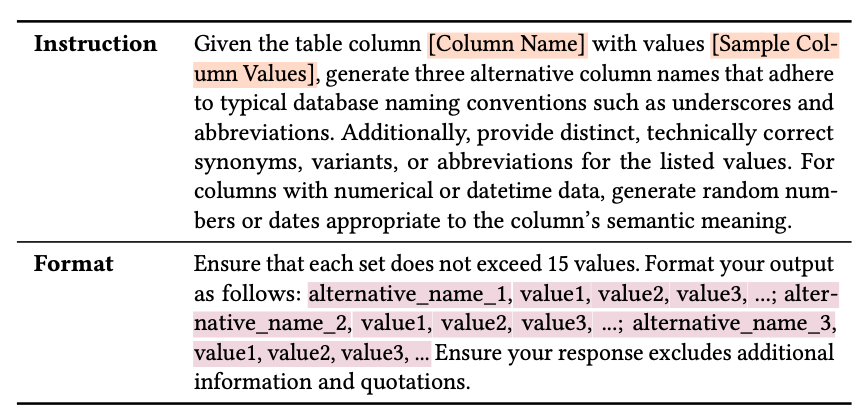 Instruction Given the table column [Column Name] with values [Sample Col-
umn Values], generate three alternative column names that adhere
to typical database naming conventions such as underscores and
abbreviations. Additionally, provide distinct, technically correct
synonyms, variants, or abbreviations for the listed values. For
columns with numerical or datetime data, generate random num-
bers or dates appropriate to the column's semantic meaning.
Format Ensure that each set does not exceed 15 values. Format your output
as follows: alternative_name_1, value1, value2, value3, ...; alter-
native_name_2, value1, value2, value3, ...; alternative_name_3,
value1, value2, value3, ... Ensure your response excludes additional
information and quotations.